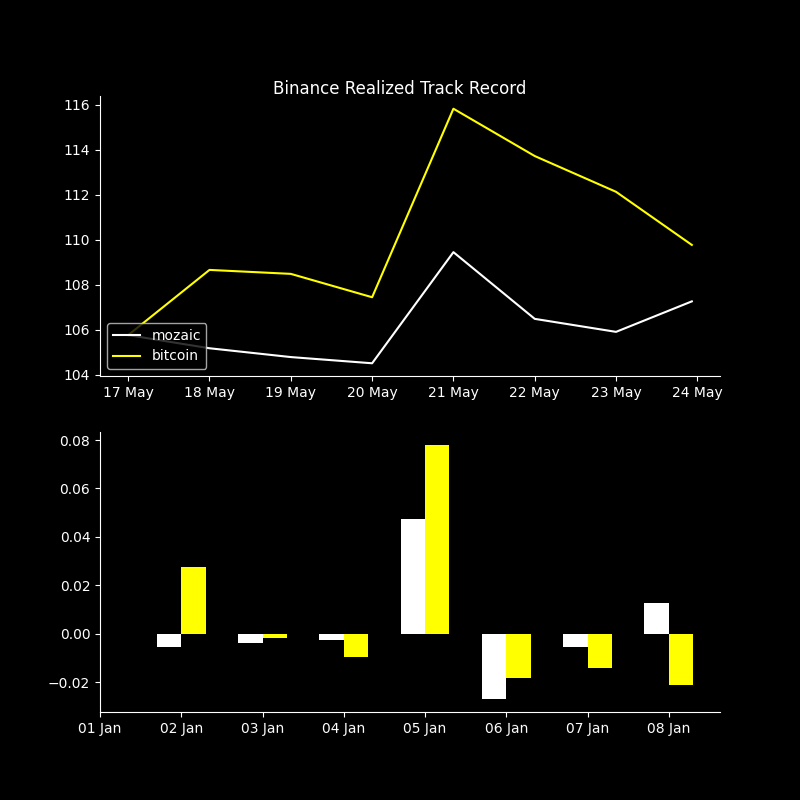 Binance Realized Track Record
116
114
112
110
108
106
104
mozaic
bitcoin
17 May 18 May 19 May 20 May 21 May 22 May 23 May 24 May
0.08
0.06
0.04
0.02
0.00
−0.02
01 Jan 02 Jan 03 Jan 04 Jan 05 Jan 06 Jan 07 Jan 08 Jan